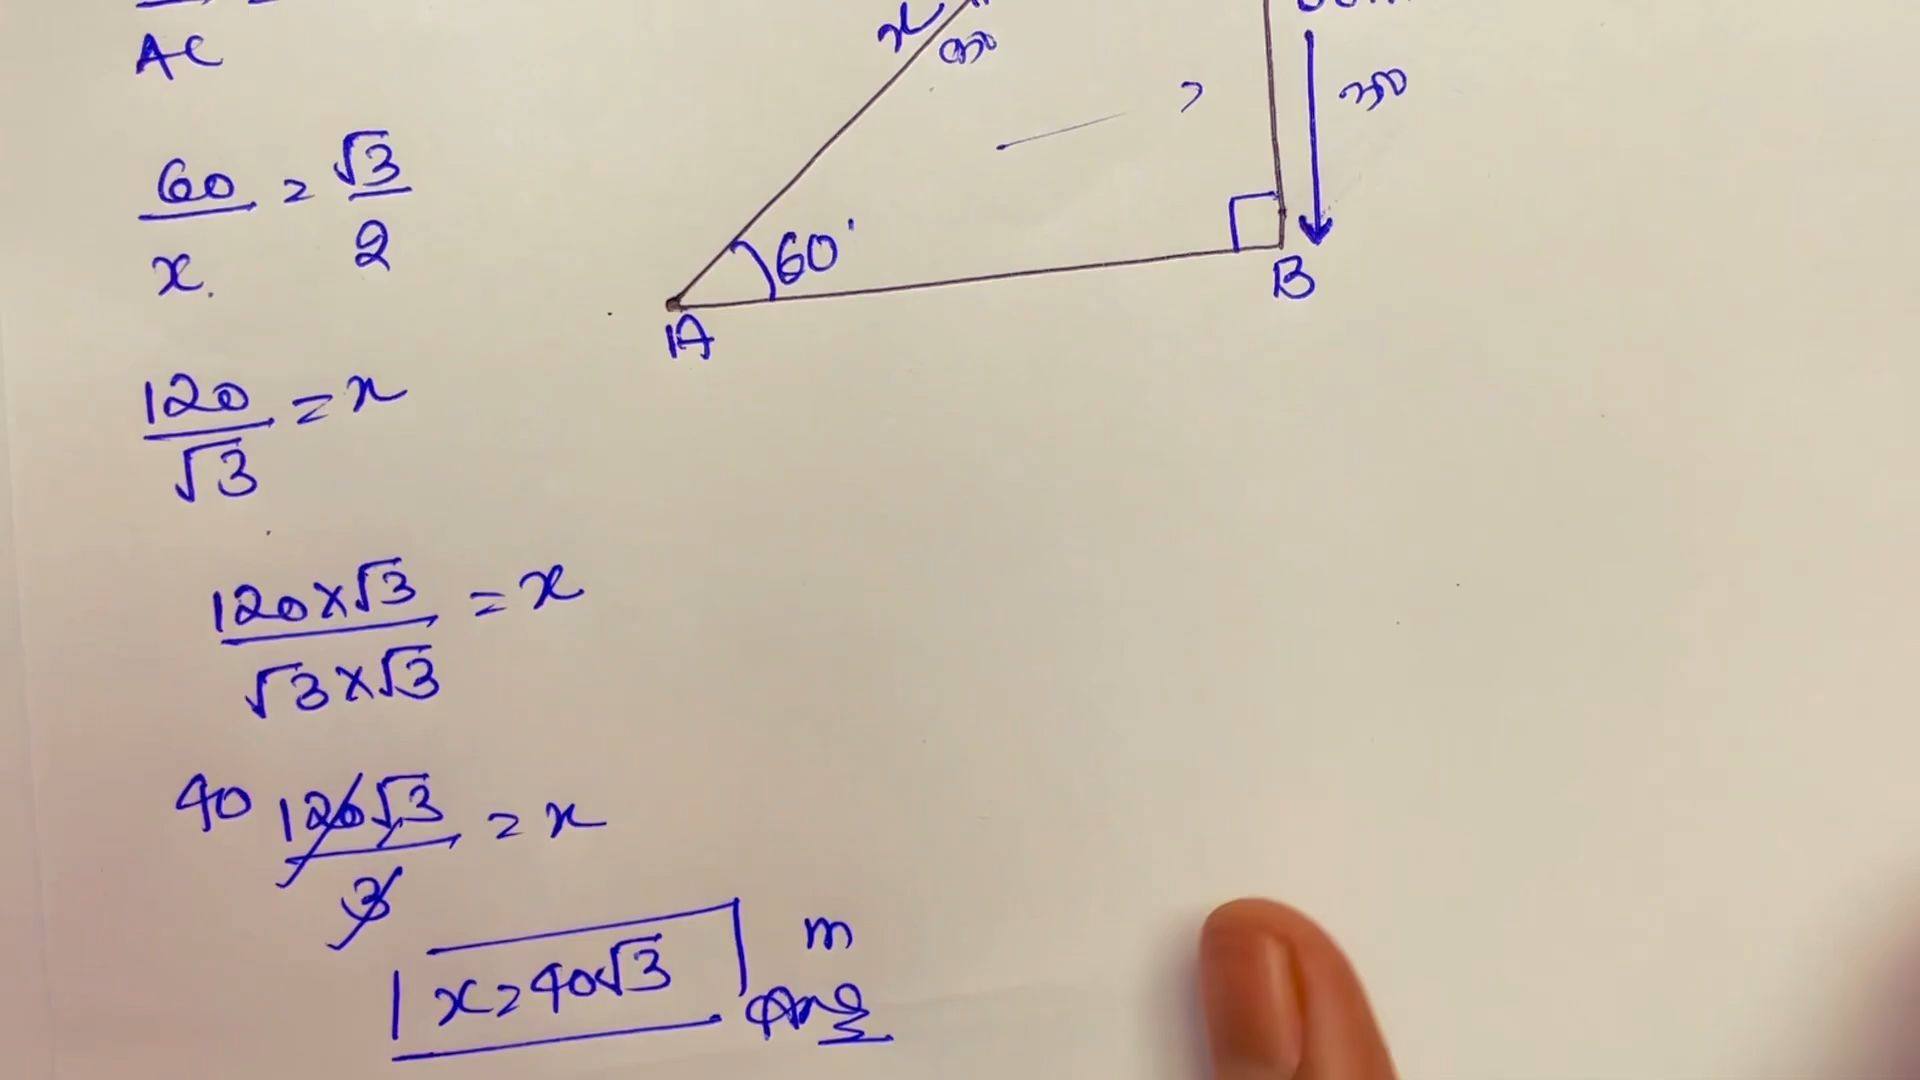 AC
60/x. = √3/2
120/√3 = x
120×√3/√3×√3 = x
40 120√3/3 = x
x=40√3 m
Ans
x
60°
A
B